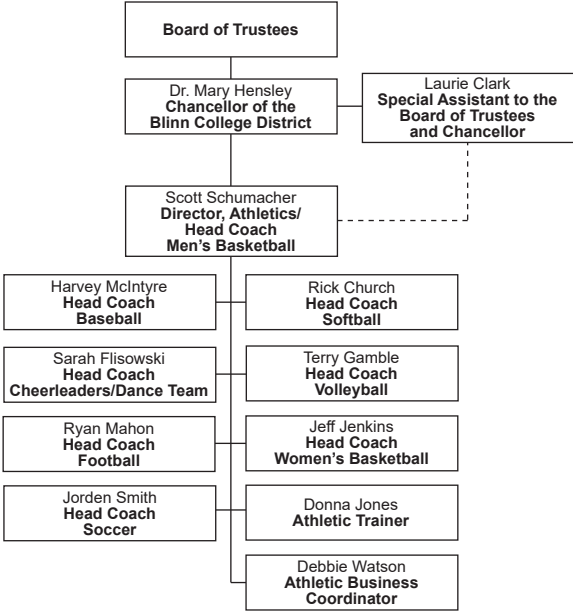 Board of Trustees
Dr. Mary Hensley
Chancellor of the
Blinn College District
Laurie Clark
Special Assistant to the
Board of Trustees
and Chancellor
Scott Schumacher
Director, Athletics/
Head Coach
Men's Basketball
Harvey McIntyre
Head Coach
Baseball
Rick Church
Head Coach
Softball
Sarah Flisowski
Head Coach
Cheerleaders/Dance Team
Terry Gamble
Head Coach
Volleyball
Ryan Mahon
Head Coach
Football
Jeff Jenkins
Head Coach
Women's Basketball
Jorden Smith
Head Coach
Soccer
Donna Jones
Athletic Trainer
Debbie Watson
Athletic Business
Coordinator